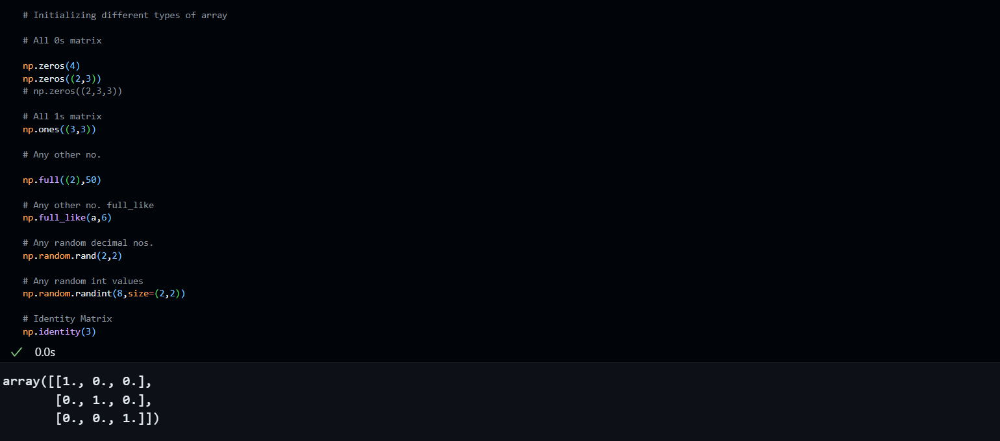 # Initializing different types of array
# All 0s matrix
np.zeros(4)
np.zeros((2,3))
# np.zeros((2,3,3))
# All 1s matrix
np.ones((3,3))
# Any other no.
np.full((2),50)
# Any other no. full_like
np.full_like(a,6)
# Any random decimal nos.
np.random.rand(2,2)
# Any random int values
np.random.randint(8,size=(2,2))
# Identity Matrix
np.identity(3)
0.0s
array([[1., 0., 0.],
       [0., 1., 0.],
       [0., 0., 1.]])